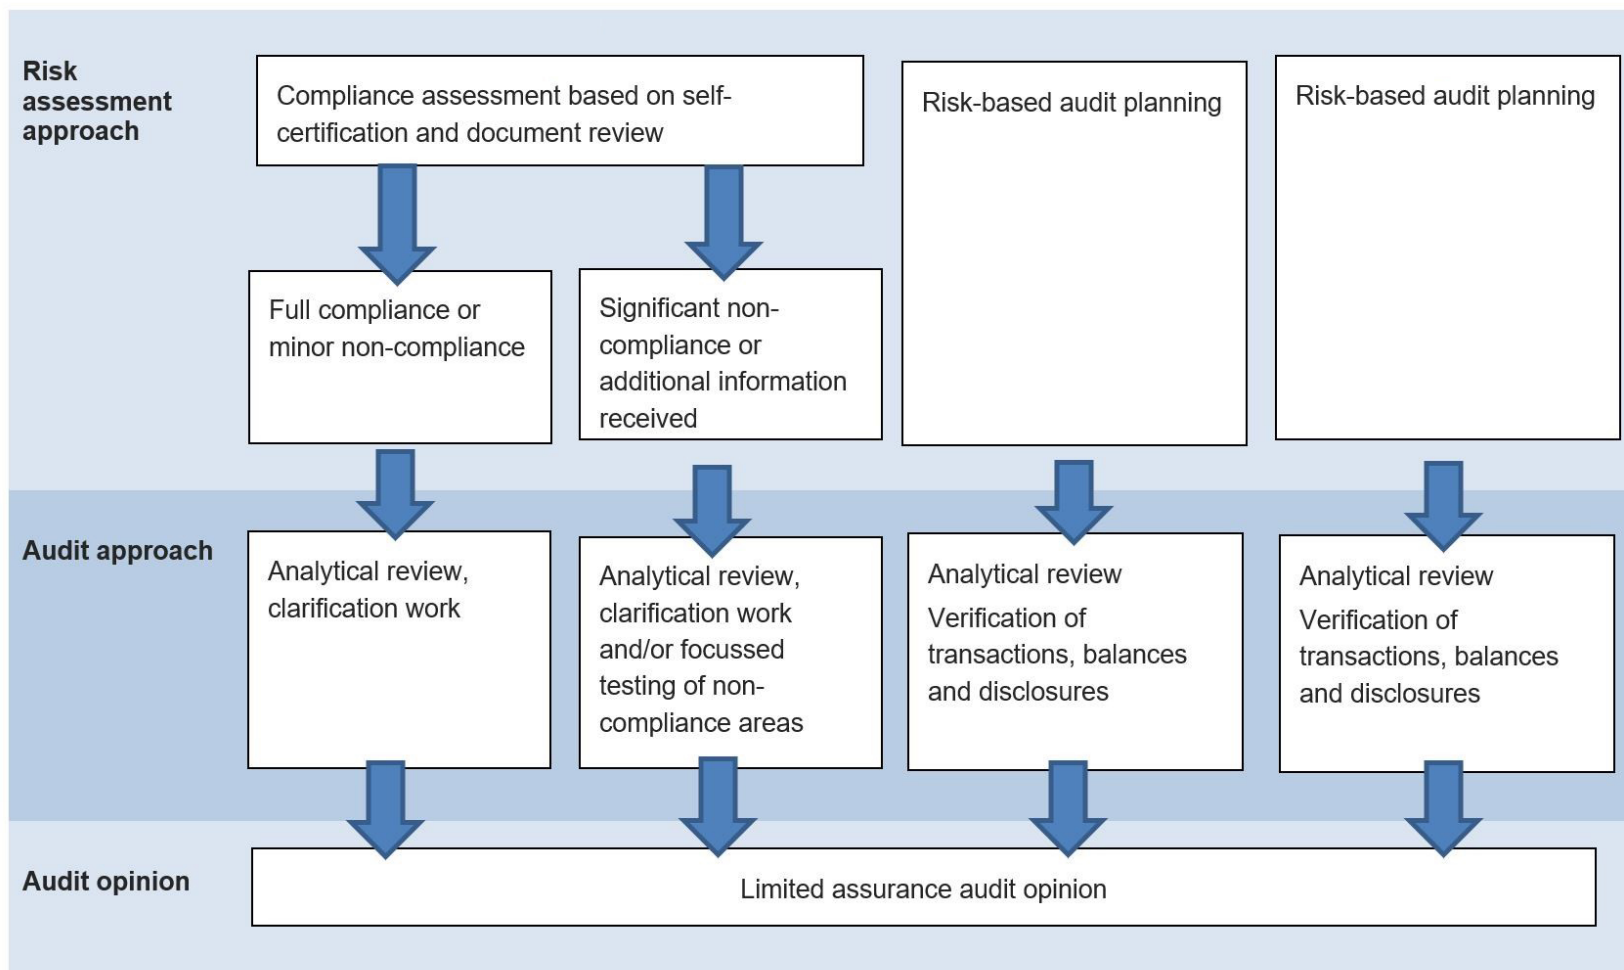 Risk
assessment
approach
Compliance assessment based on self-
certification and document review
Risk-based audit planning
Risk-based audit planning
Full compliance or
minor non-compliance
Significant non-
compliance or
additional information
received
Audit approach
Analytical review,
clarification work
Analytical review,
clarification work
and/or focussed
testing of non-
compliance areas
Analytical review
Verification of
transactions, balances
and disclosures
Analytical review
Verification of
transactions, balances
and disclosures
Audit opinion
Limited assurance audit opinion